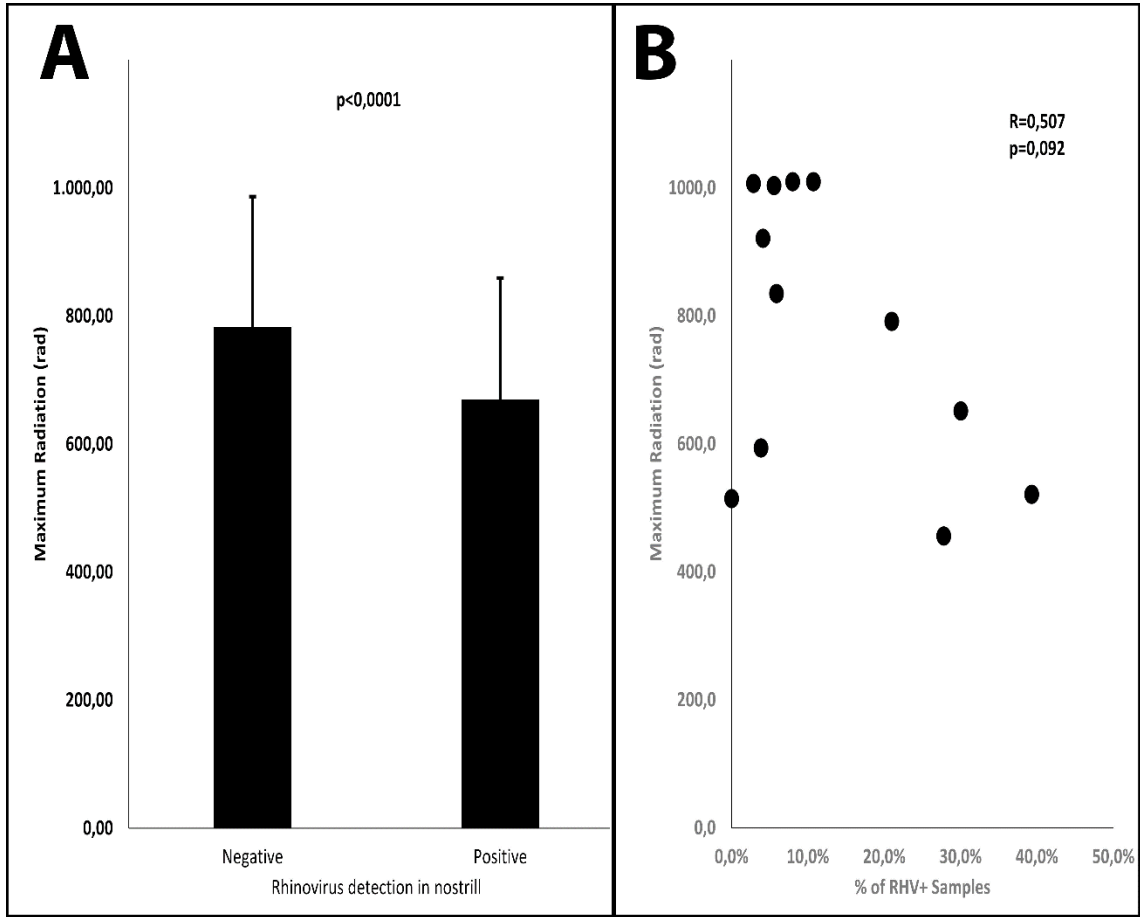 A
p<0,0001
1.000,00
800,00
600,00
400,00
200,00
0,00
Maximum Radiation (rad)
Negative
Positive
Rhinovirus detection in nostrill
B
R=0,507
p=0,092
1000,0
800,0
600,0
400,0
200,0
0,0
Maximum Radiation (rad)
0,0% 10,0% 20,0% 30,0% 40,0% 50,0%
% of RHV+ Samples